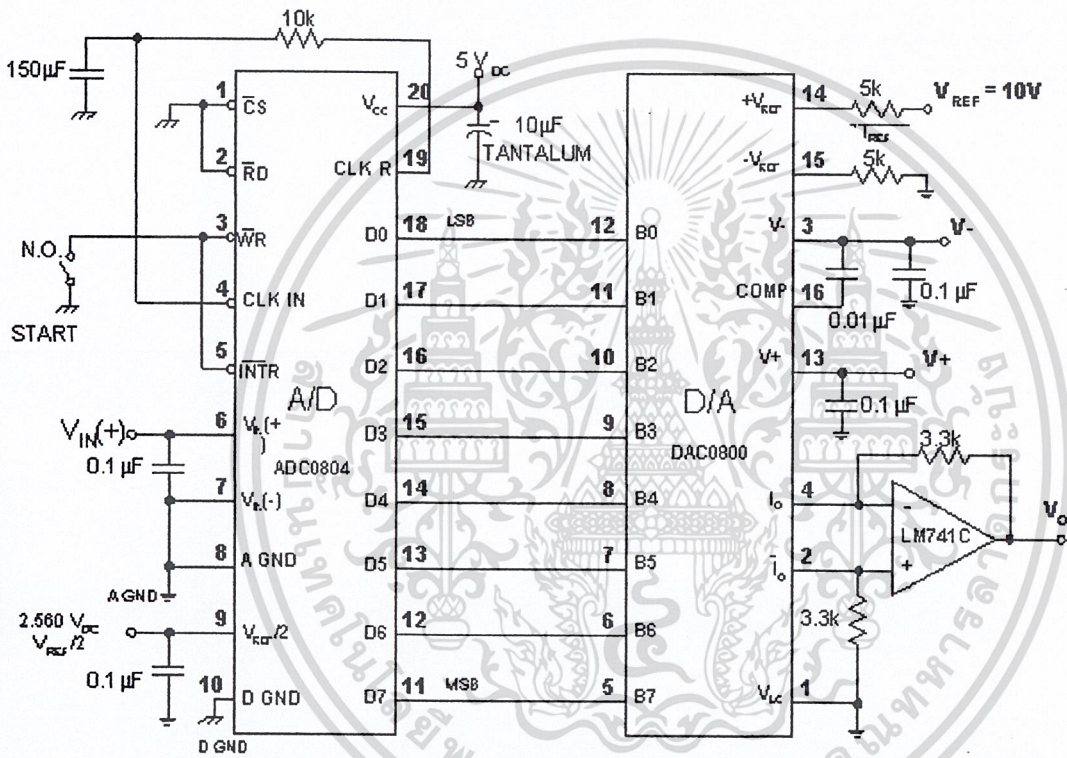 10k
150µF
5 V DC
1
CS
20
VCC
10µF
TANTALUM
2
RD
19
CLK R
3
WR
18
D0
LSB
N.O.
START
4
CLK IN
17
D1
5
INTR
16
D2
A/D
ADC0804
VIN(+)
6
VIN(+)
15
D3
0.1 µF
7
VIN(-)
14
D4
8
A GND
13
D5
A GND
2.560 VDC
VREF/2
9
VREF/2
12
D6
0.1 µF
10
D GND
11
D7
MSB
D GND
14
+VREF
5k
VREF = 10V
IREF
15
-VREF
5k
12
B0
3
V-
V-
11
B1
COMP
16
0.01 µF
0.1 µF
10
B2
V+
13
V+
D/A
DAC0800
9
B3
0.1 µF
3.3k
8
B4
Io
4
-
LM741C
Vo
7
B5
Io
2
+
6
B6
3.3k
5
B7
VLC
1